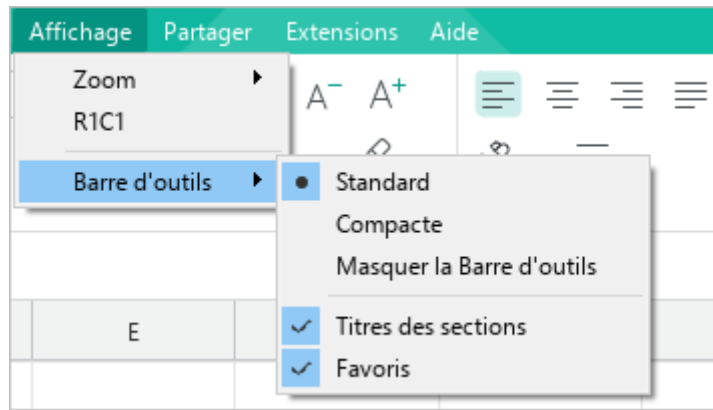 Affichage Partager Extensions Aide
Zoom
R1C1
A- A+
Barre d'outils
Standard
Compacte
Masquer la Barre d'outils
Titres des sections
Favoris
E